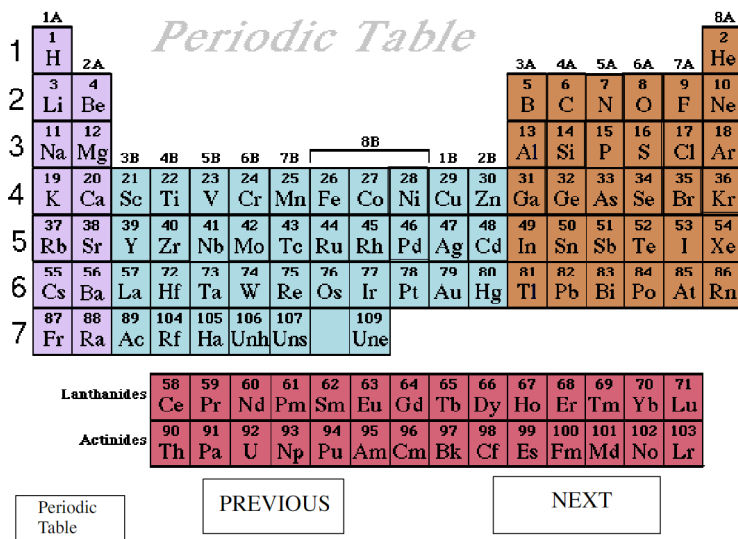 1A
Periodic Table
8A
1
1
2
H
2A
3A 4A 5A 6A 7A
He
2
3 4
5 6 7 8 9 10
Li Be
B C N O F Ne
3
11 12
8B
13 14 15 16 17 18
Na Mg
3B 4B 5B 6B 7B
1B 2B
Al Si P S Cl Ar
4
19 20 21 22 23 24 25 26 27 28 29 30 31 32 33 34 35 36
K Ca Sc Ti V Cr Mn Fe Co Ni Cu Zn Ga Ge As Se Br Kr
5
37 38 39 40 41 42 43 44 45 46 47 48 49 50 51 52 53 54
Rb Sr Y Zr Nb Mo Tc Ru Rh Pd Ag Cd In Sn Sb Te I Xe
6
55 56 57 72 73 74 75 76 77 78 79 80 81 82 83 84 85 86
Cs Ba La Hf Ta W Re Os Ir Pt Au Hg Tl Pb Bi Po At Rn
7
87 88 89 104 105 106 107 109
Fr Ra Ac Rf Ha Unh Uns Une
Lanthanides
58 59 60 61 62 63 64 65 66 67 68 69 70 71
Ce Pr Nd Pm Sm Eu Gd Tb Dy Ho Er Tm Yb Lu
Actinides
90 91 92 93 94 95 96 97 98 99 100 101 102 103
Th Pa U Np Pu Am Cm Bk Cf Es Fm Md No Lr
Periodic
Table
PREVIOUS
NEXT